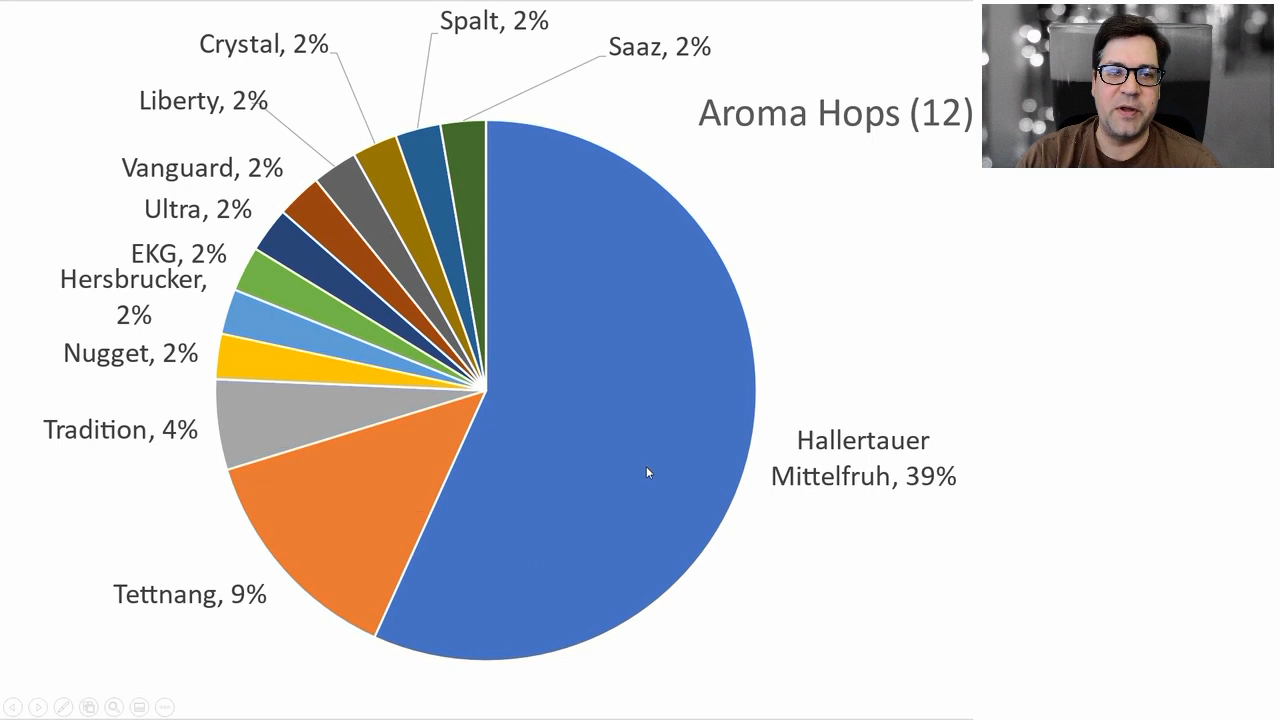 Spalt, 2%
Crystal, 2%
Saaz, 2%
Liberty, 2%
Aroma Hops (12)
Vanguard, 2%
Ultra, 2%
EKG, 2%
Hersbrucker,
2%
Nugget, 2%
Tradition, 4%
Hallertauer
Mittelfruh, 39%
Tettnang, 9%